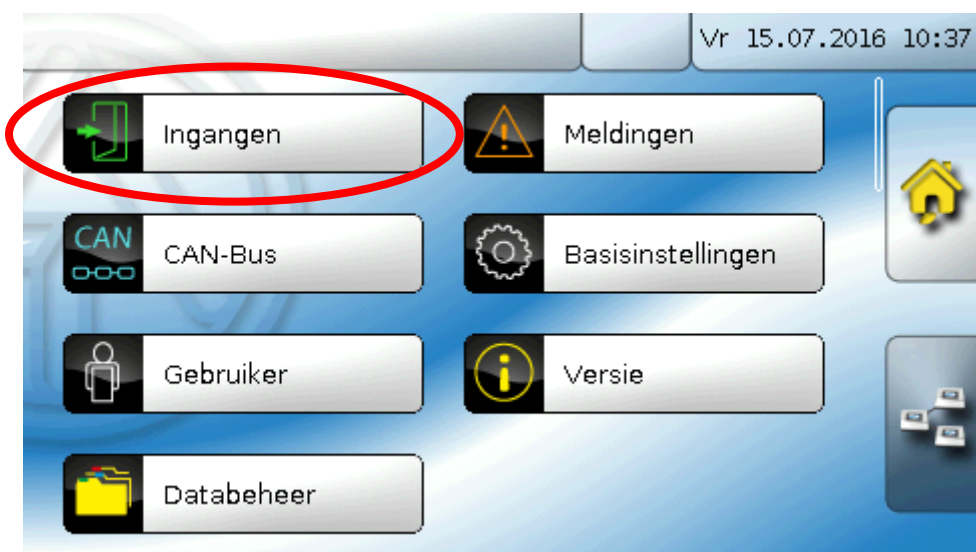 Vr 15.07.2016 10:37
Ingangen
Meldingen
CAN
CAN-Bus
Basisinstellingen
Gebruiker
Versie
Databeheer